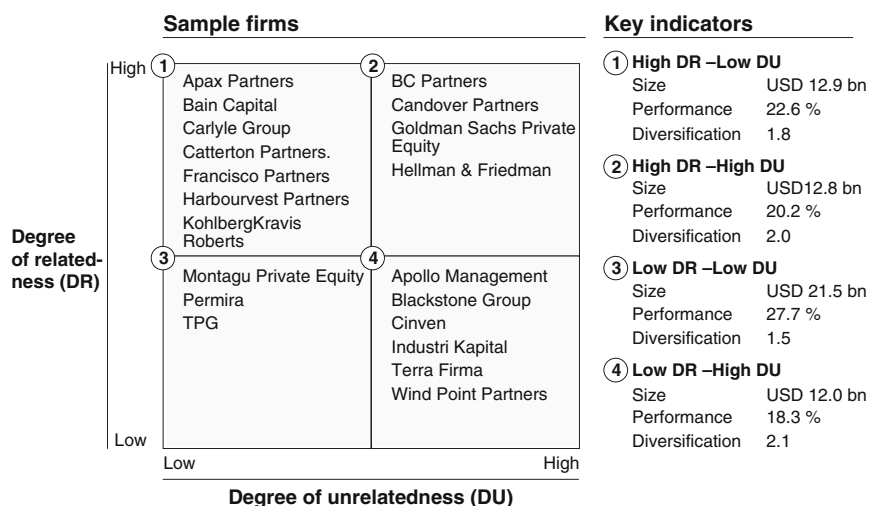 Sample firms
Key indicators
High
1
Apax Partners
Bain Capital
Carlyle Group
Catterton Partners.
Francisco Partners
Harbourvest Partners
KohlbergKravis
Roberts
2
BC Partners
Candover Partners
Goldman Sachs Private
Equity
Hellman & Friedman
Degree
of related-
ness (DR)
3
Montagu Private Equity
Permira
TPG
4
Apollo Management
Blackstone Group
Cinven
Industri Kapital
Terra Firma
Wind Point Partners
Low
Low
High
Degree of unrelatedness (DU)
1 High DR –Low DU
Size USD 12.9 bn
Performance 22.6 %
Diversification 1.8
2 High DR –High DU
Size USD12.8 bn
Performance 20.2 %
Diversification 2.0
3 Low DR –Low DU
Size USD 21.5 bn
Performance 27.7 %
Diversification 1.5
4 Low DR –High DU
Size USD 12.0 bn
Performance 18.3 %
Diversification 2.1